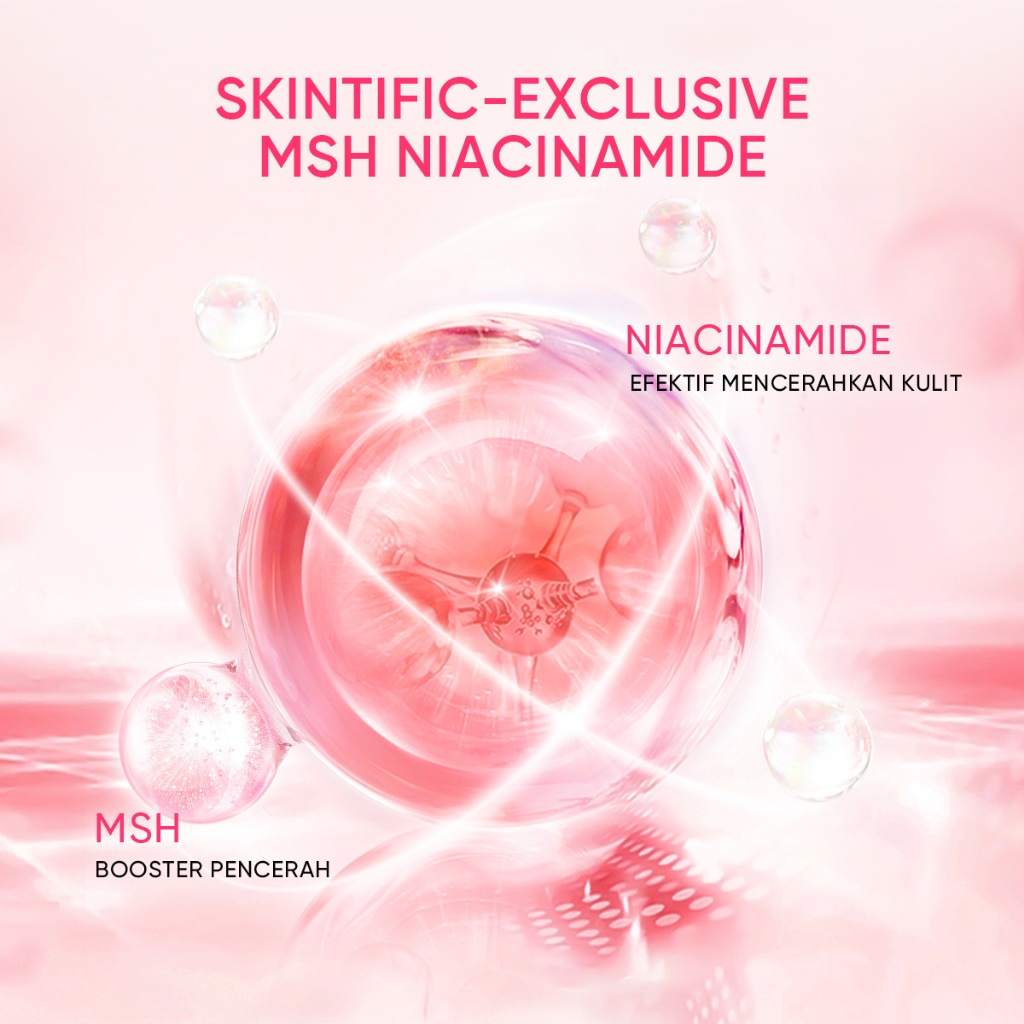 SKINTIFIC-EXCLUSIVE
MSH NIACINAMIDE
NIACINAMIDE
EFEKTIF MENCERAHKAN KULIT
MSH
BOOSTER PENCERAH